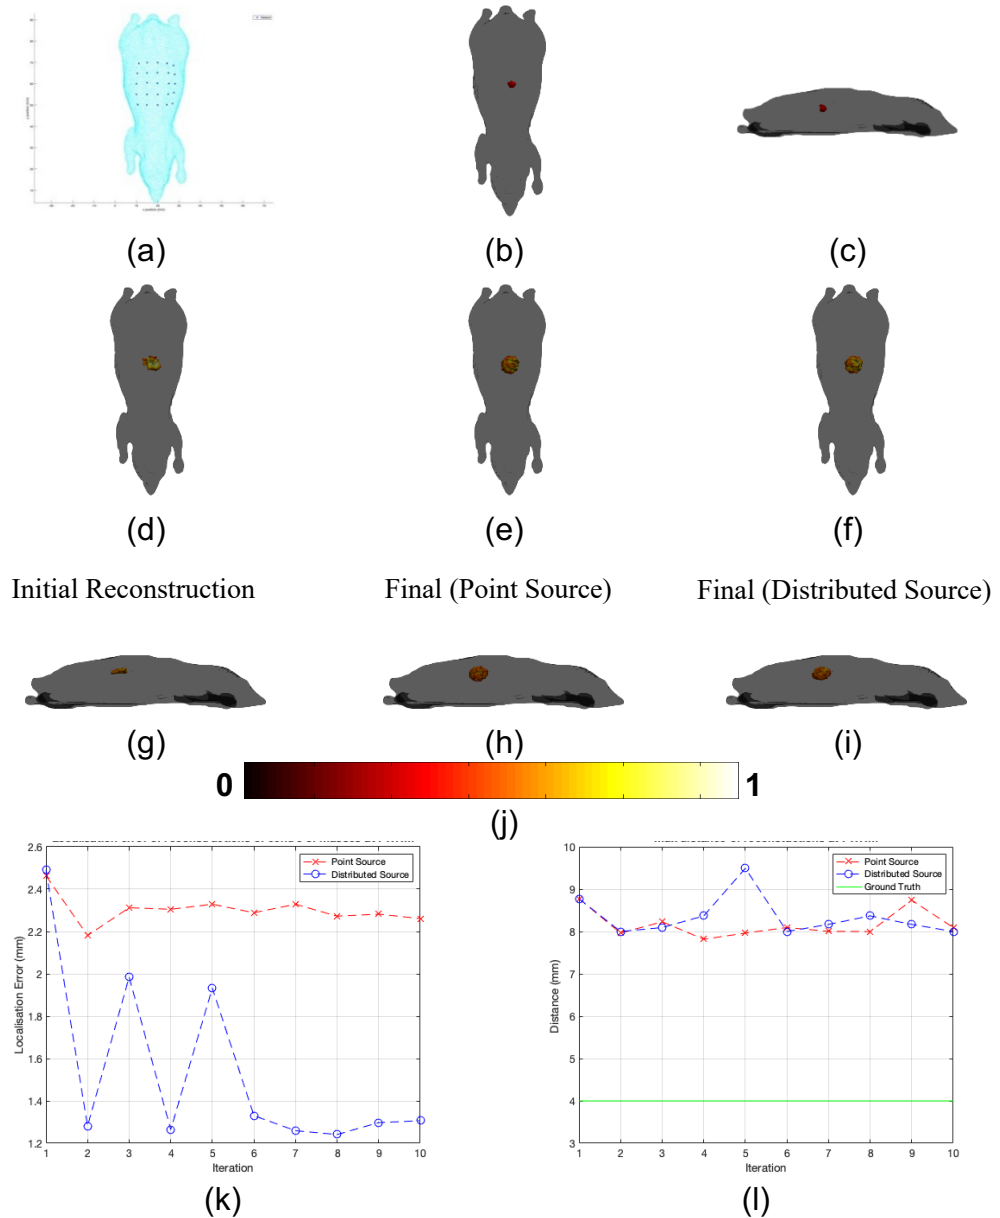 (a)
(b)
(c)
(d)
(e)
(f)
Initial Reconstruction
Final (Point Source)
Final (Distributed Source)
(g)
(h)
(i)
0
1
(j)
2.6
2.4
2.2
2
1.8
1.6
1.4
1.2
Localisation Error (mm)
1 2 3 4 5 6 7 8 9 10
Iteration
Point Source
Distributed Source
(k)
10
9
8
7
6
5
4
3
Distance (mm)
1 2 3 4 5 6 7 8 9 10
Iteration
Point Source
Distributed Source
Ground Truth
(l)